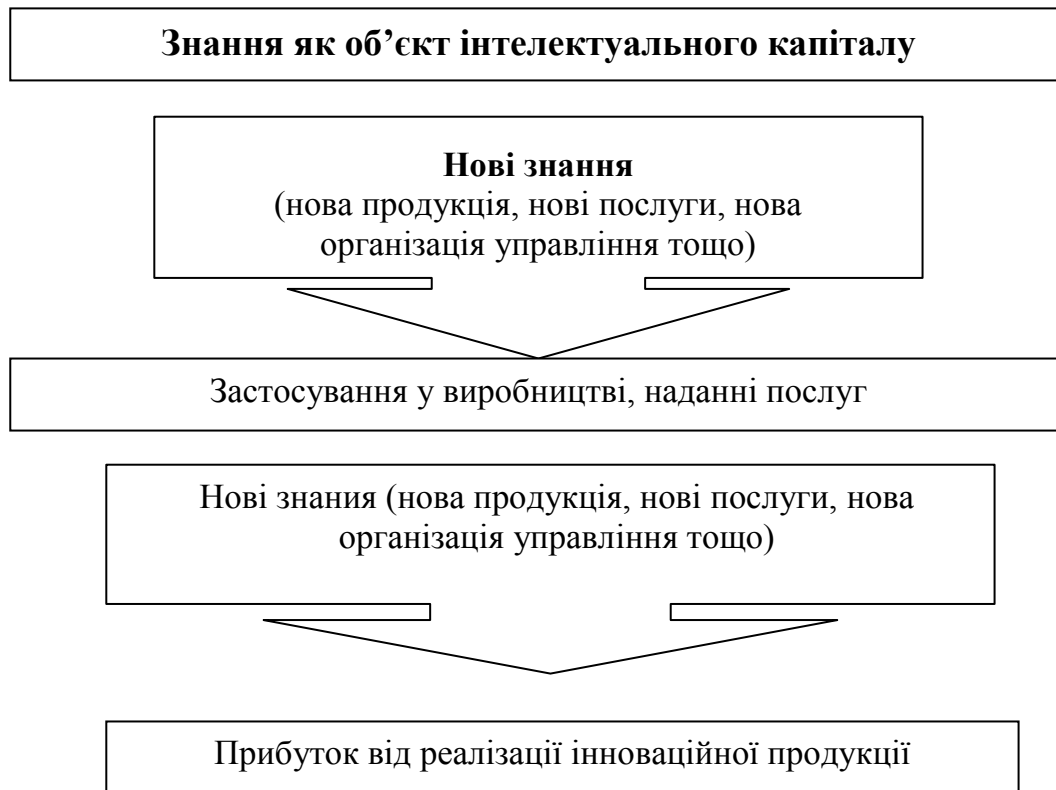 Знання як об’єкт інтелектуального капіталу
Нові знання
(нова продукція, нові послуги, нова
організація управління тощо)
Застосування у виробництві, наданні послуг
Нові знания (нова продукція, нові послуги, нова
організація управління тощо)
Прибуток від реалізації інноваційної продукції